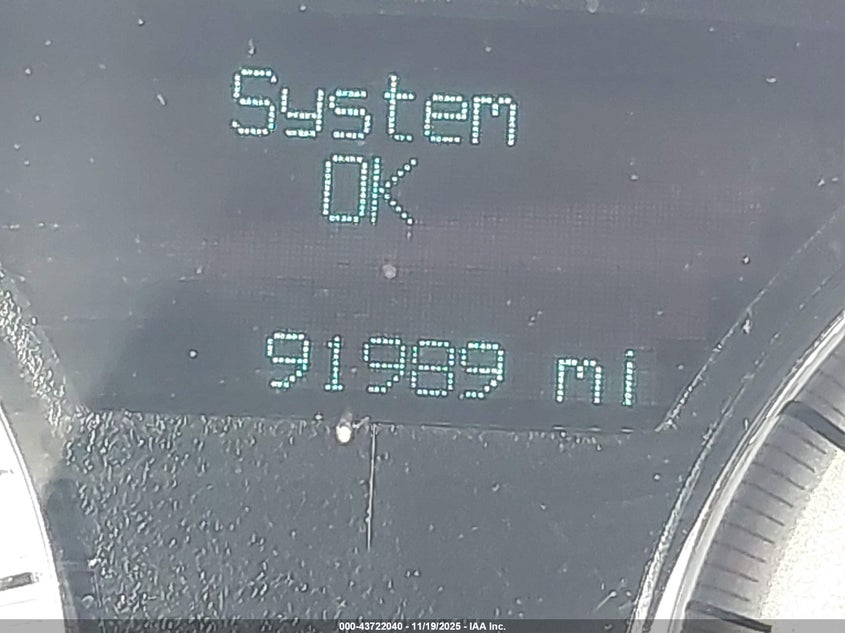 System
OK
91989 mi
000-43722040 - 11/19/2025 - IAA Inc.